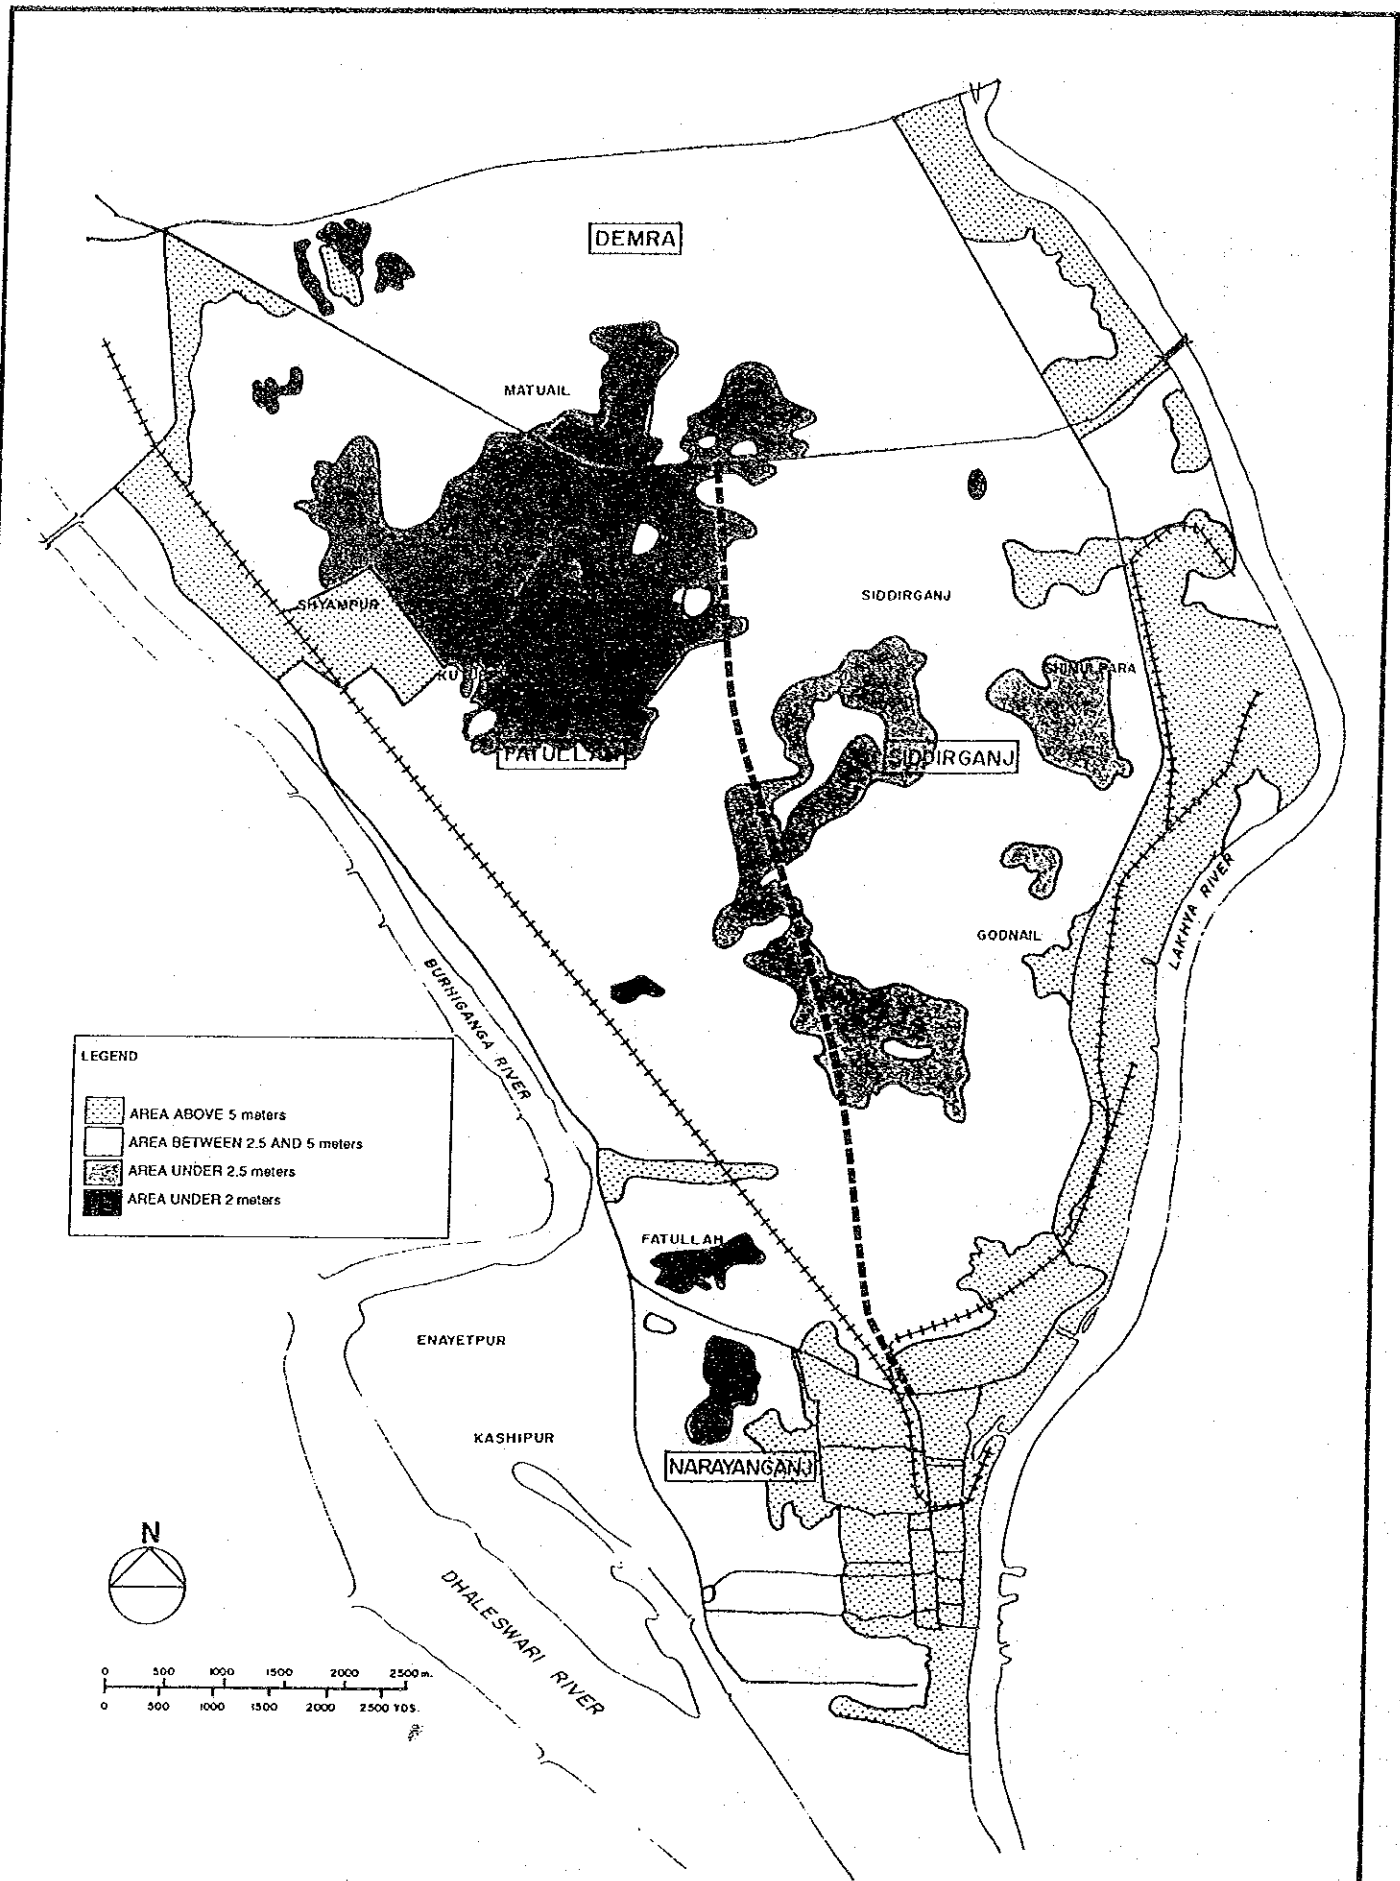 DEMRA
MATUAIL
SIDDIRGANJ
SHYAMPUR
SHIMULPARA
KU
FATULLAH
SIDDIRGANJ
LAKHYA RIVER
GODNAIL
BURHIGANGA RIVER
LEGEND
AREA ABOVE 5 meters
AREA BETWEEN 2.5 AND 5 meters
AREA UNDER 2.5 meters
AREA UNDER 2 meters
FATULLAH
ENAYETPUR
KASHIPUR
NARAYANGANJ
N
DHALESWARI RIVER
0 500 1000 1500 2000 2500 m.
0 500 1000 1500 2000 2500 YDS.